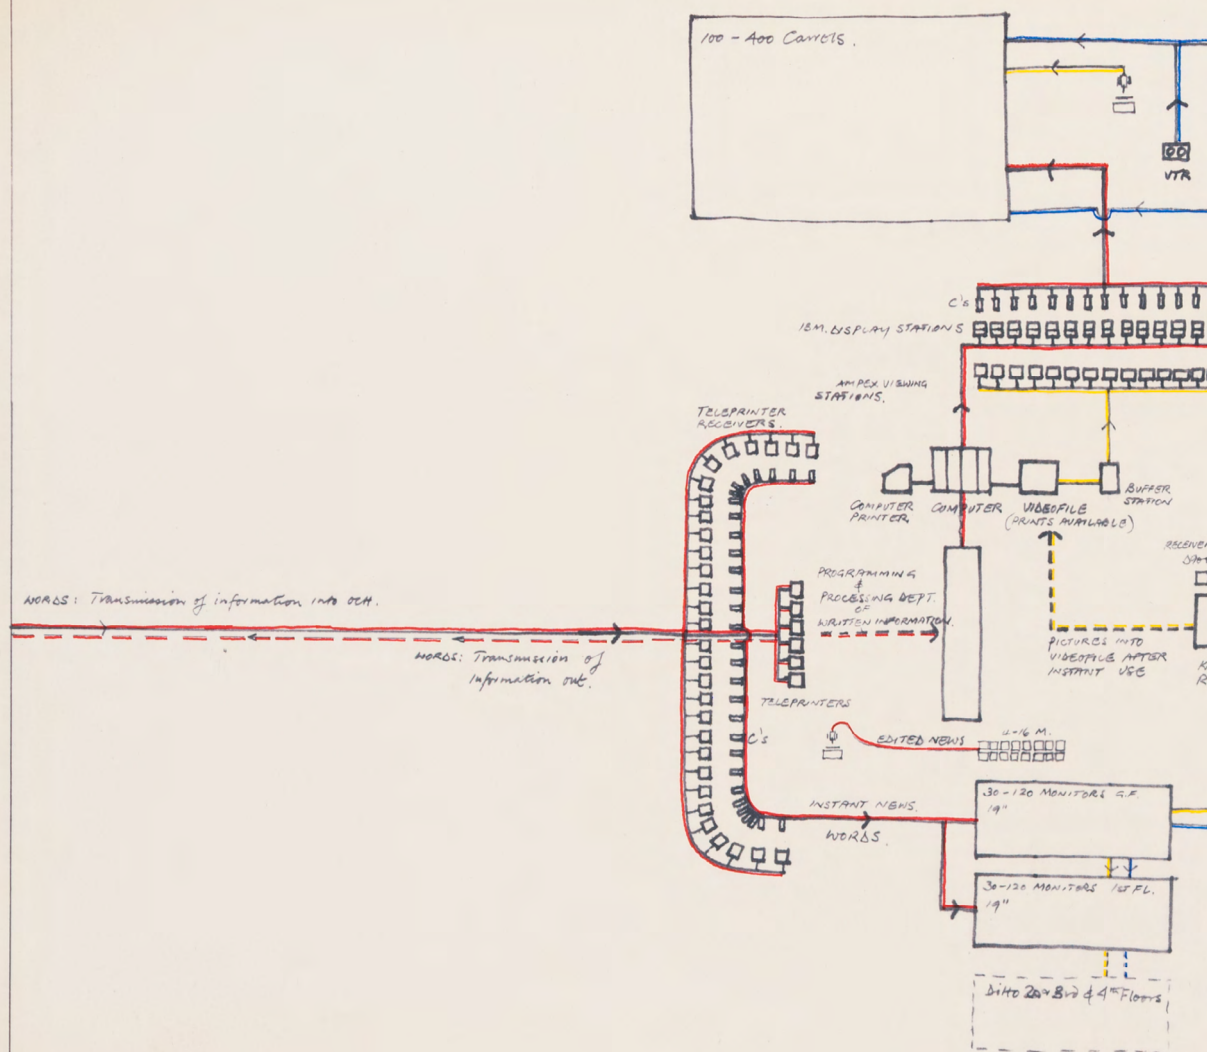 100 - 400 Carrels.
VTR
C's
IBM. DISPLAY STATIONS
AMPEX VIEWING
STATIONS.
TELEPRINTER
RECEIVERS.
COMPUTER
PRINTER.
COMPUTER
VIDEOFILE
(PRINTS AVAILABLE)
BUFFER
STATION
PROGRAMMING
&
PROCESSING DEPT.
OF
WRITTEN INFORMATION.
WORDS: Transmission of information into OCH.
WORDS: Transmission of
Information out.
PICTURES INTO
VIDEOFILE AFTER
INSTANT USE
TELEPRINTERS
C's
EDITED NEWS
4-16 M.
INSTANT NEWS.
WORDS.
30-120 MONITORS G.F.
19"
30-120 MONITORS 1ST FL.
19"
Ditto 3rd & 4th Floors